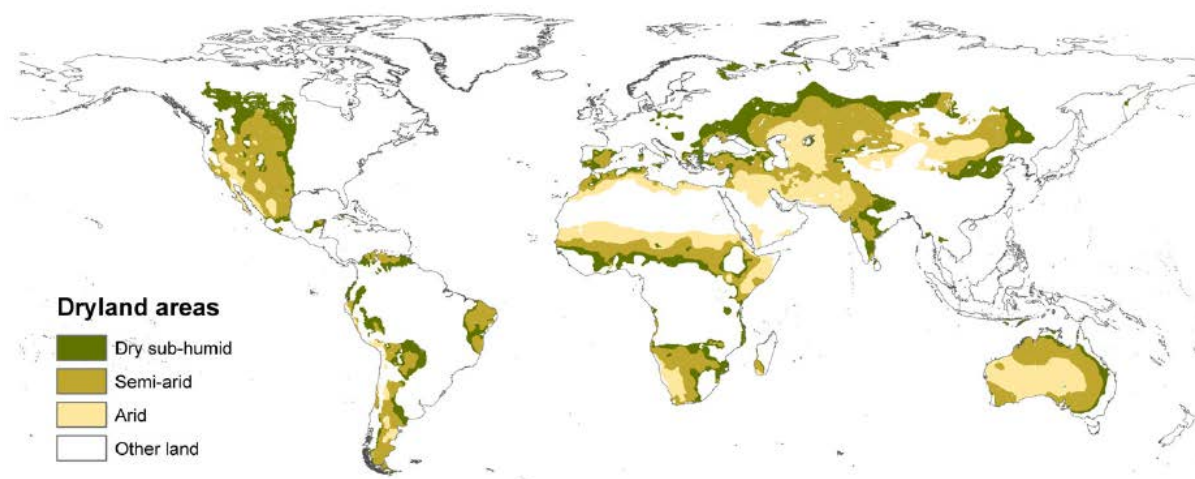 Dryland areas
Dry sub-humid
Semi-arid
Arid
Other land